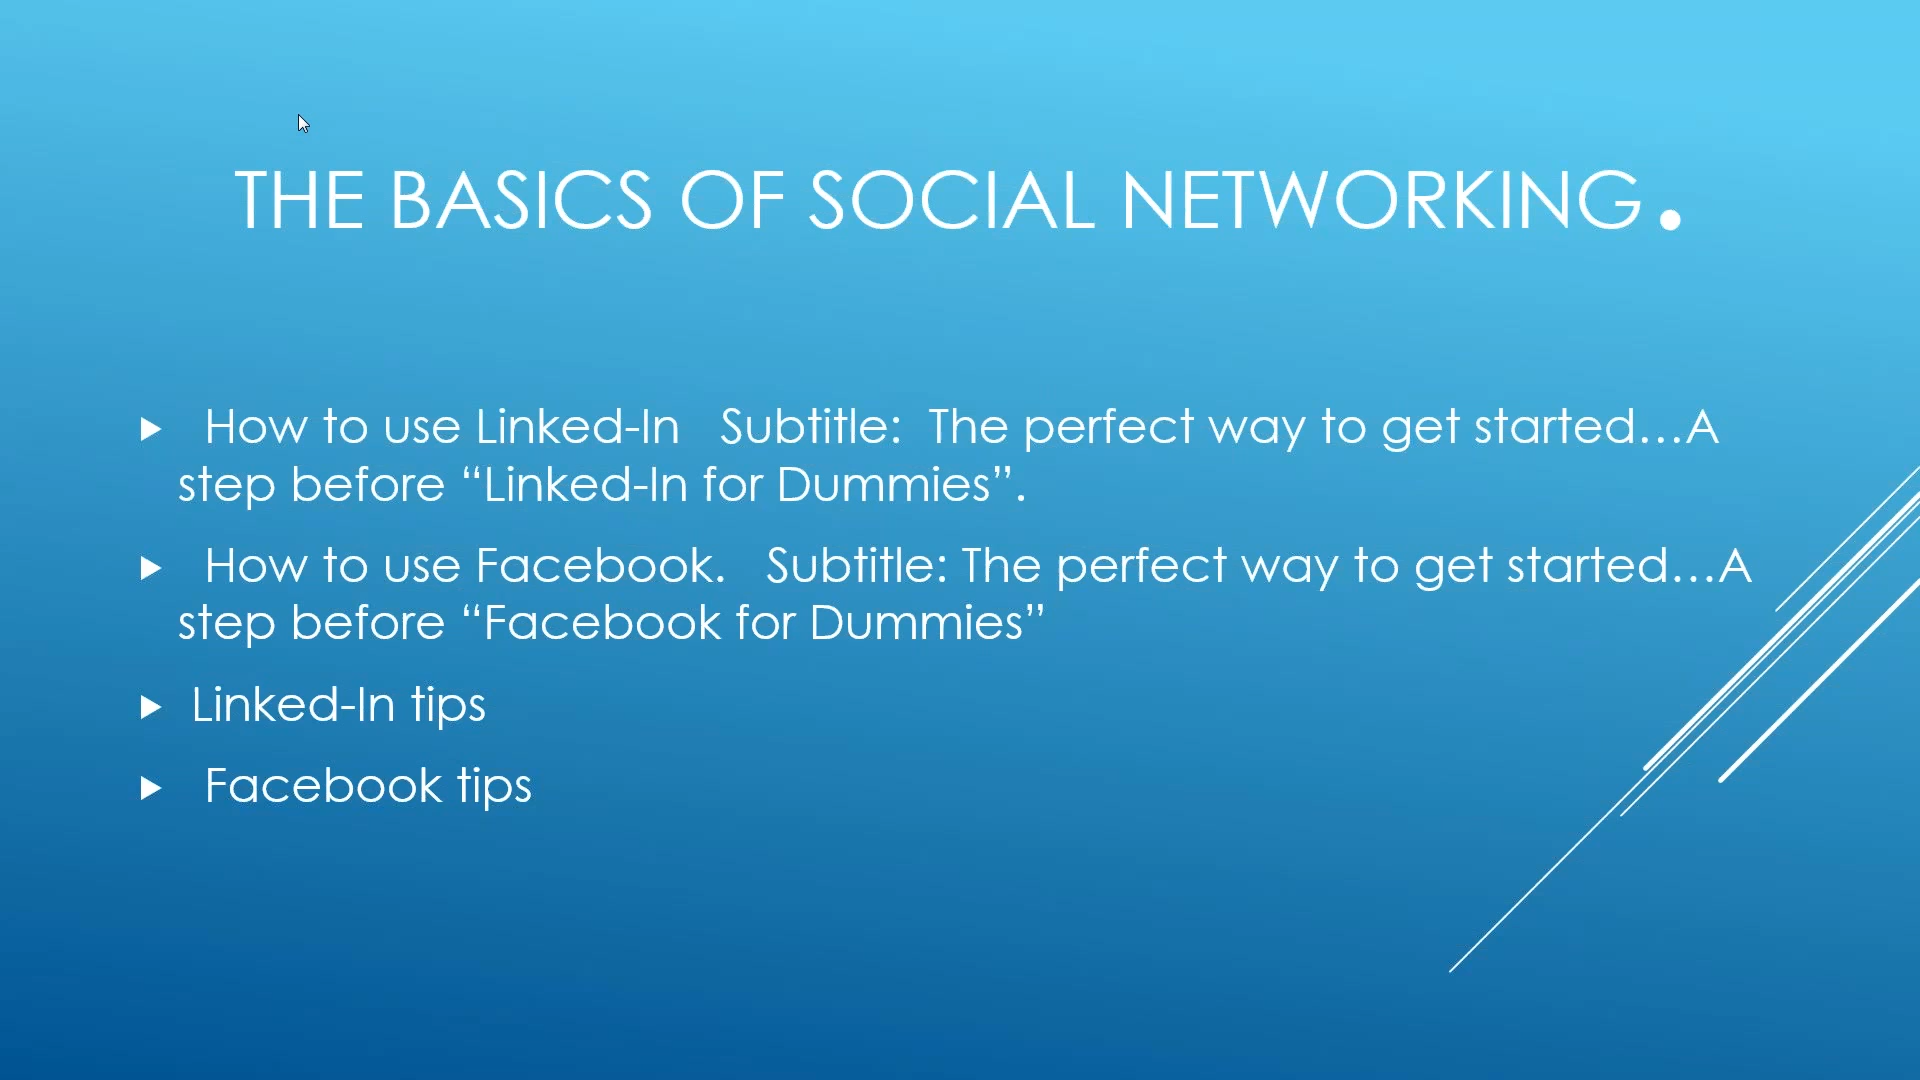 THE BASICS OF SOCIAL NETWORKING.
How to use Linked-In   Subtitle:  The perfect way to get started…A
step before “Linked-In for Dummies”.
How to use Facebook.   Subtitle: The perfect way to get started…A
step before “Facebook for Dummies”
Linked-In tips
Facebook tips